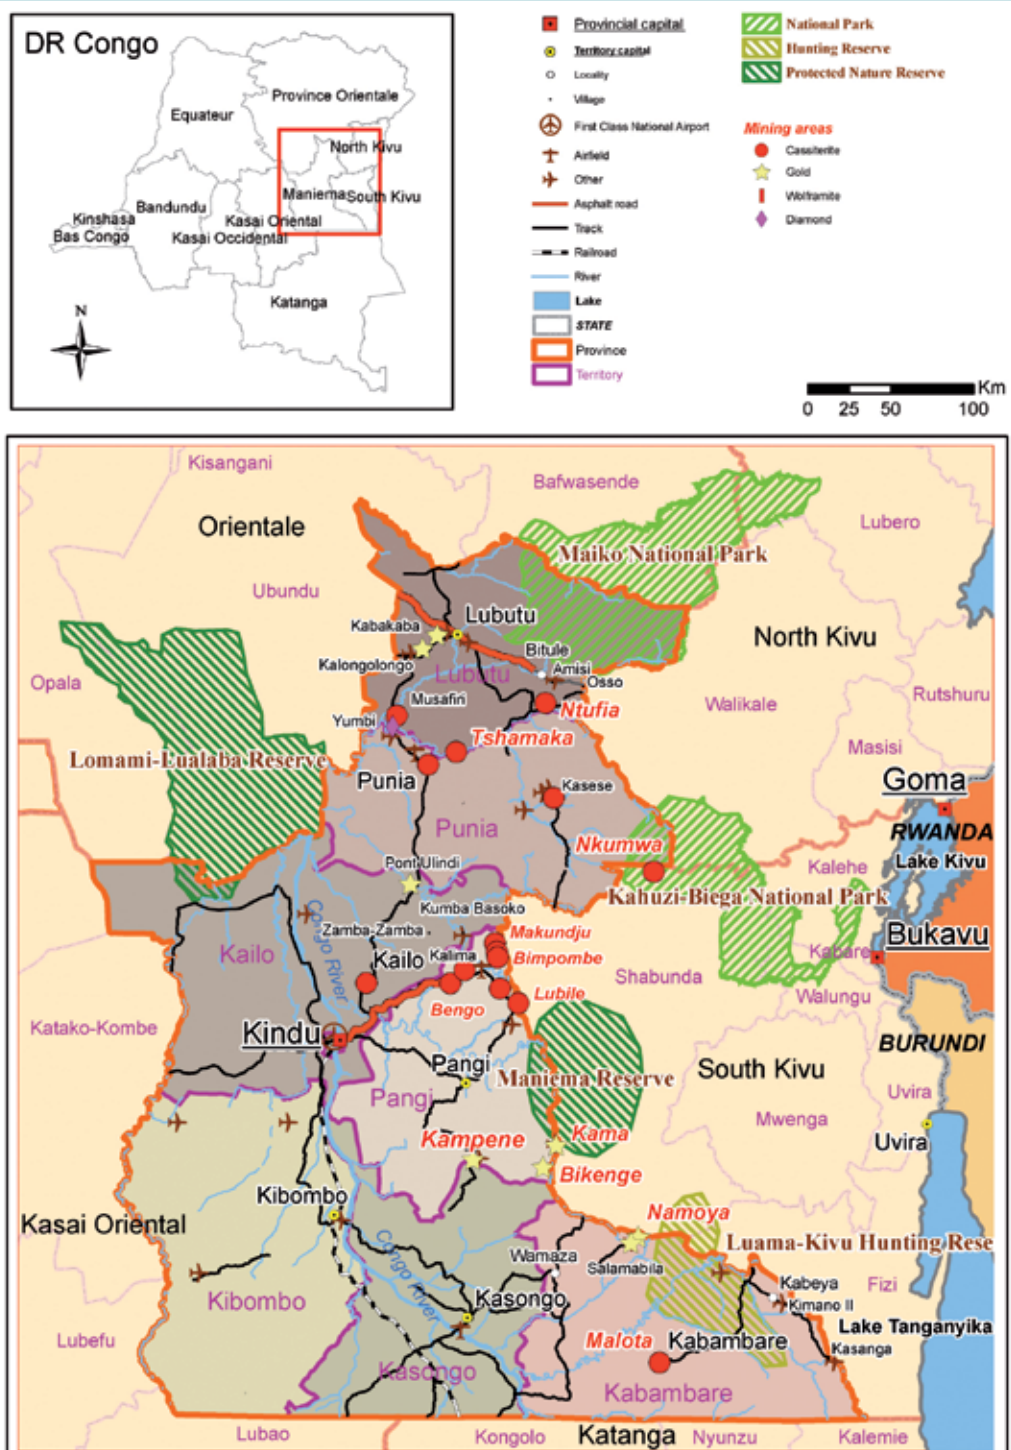 DR Congo
Province Orientale
Equateur
North Kivu
Maniema
South Kivu
Bandundu
Kasai Oriental
Kinshasa
Bas Congo
Kasai Occidental
Katanga
N
Provincial capital
Territory capital
Locality
Village
First Class National Airport
Airfield
Other
Asphalt road
Track
Railroad
River
Lake
STATE
Province
Territory
National Park
Hunting Reserve
Protected Nature Reserve
Mining areas
Cassiterite
Gold
Wolframite
Diamond
Km
0 25 50 100
Kisangani
Bafwasende
Orientale
Lubero
Maiko National Park
Ubundu
Kabakaba
Lubutu
North Kivu
Kalongolongo
Bitule
Lubutu
Amisi
Osso
Opala
Musafiri
Ntufia
Walikale
Rutshuru
Yumbi
Tshamaka
Masisi
Lomami-Lualaba Reserve
Punia
Kasese
Goma
Punia
Nkumwa
RWANDA
Lake Kivu
Pont Ulindi
Kalehe
Kahuzi-Biega National Park
Kumba Basoko
Congo River
Zamba-Zamba
Makundju
Bukavu
Kailo
Kailo
Kalima
Bimpombe
Kabare
Shabunda
Walungu
Bengo
Lubile
Katako-Kombe
Kindu
BURUNDI
Pangi
Maniema Reserve
South Kivu
Pangi
Uvira
Mwenga
Kampene
Kama
Uvira
Bikenge
Kibombo
Namoya
Kasai Oriental
Congo River
Luama-Kivu Hunting Rese
Wamaza
Salamabila
Kabeya
Fizi
Kibombo
Kasongo
Kimano II
Lake Tanganyika
Lubefu
Malota
Kabambare
Kasanga
Kasongo
Kabambare
Lubao
Kongolo
Katanga
Nyunzu
Kalemie